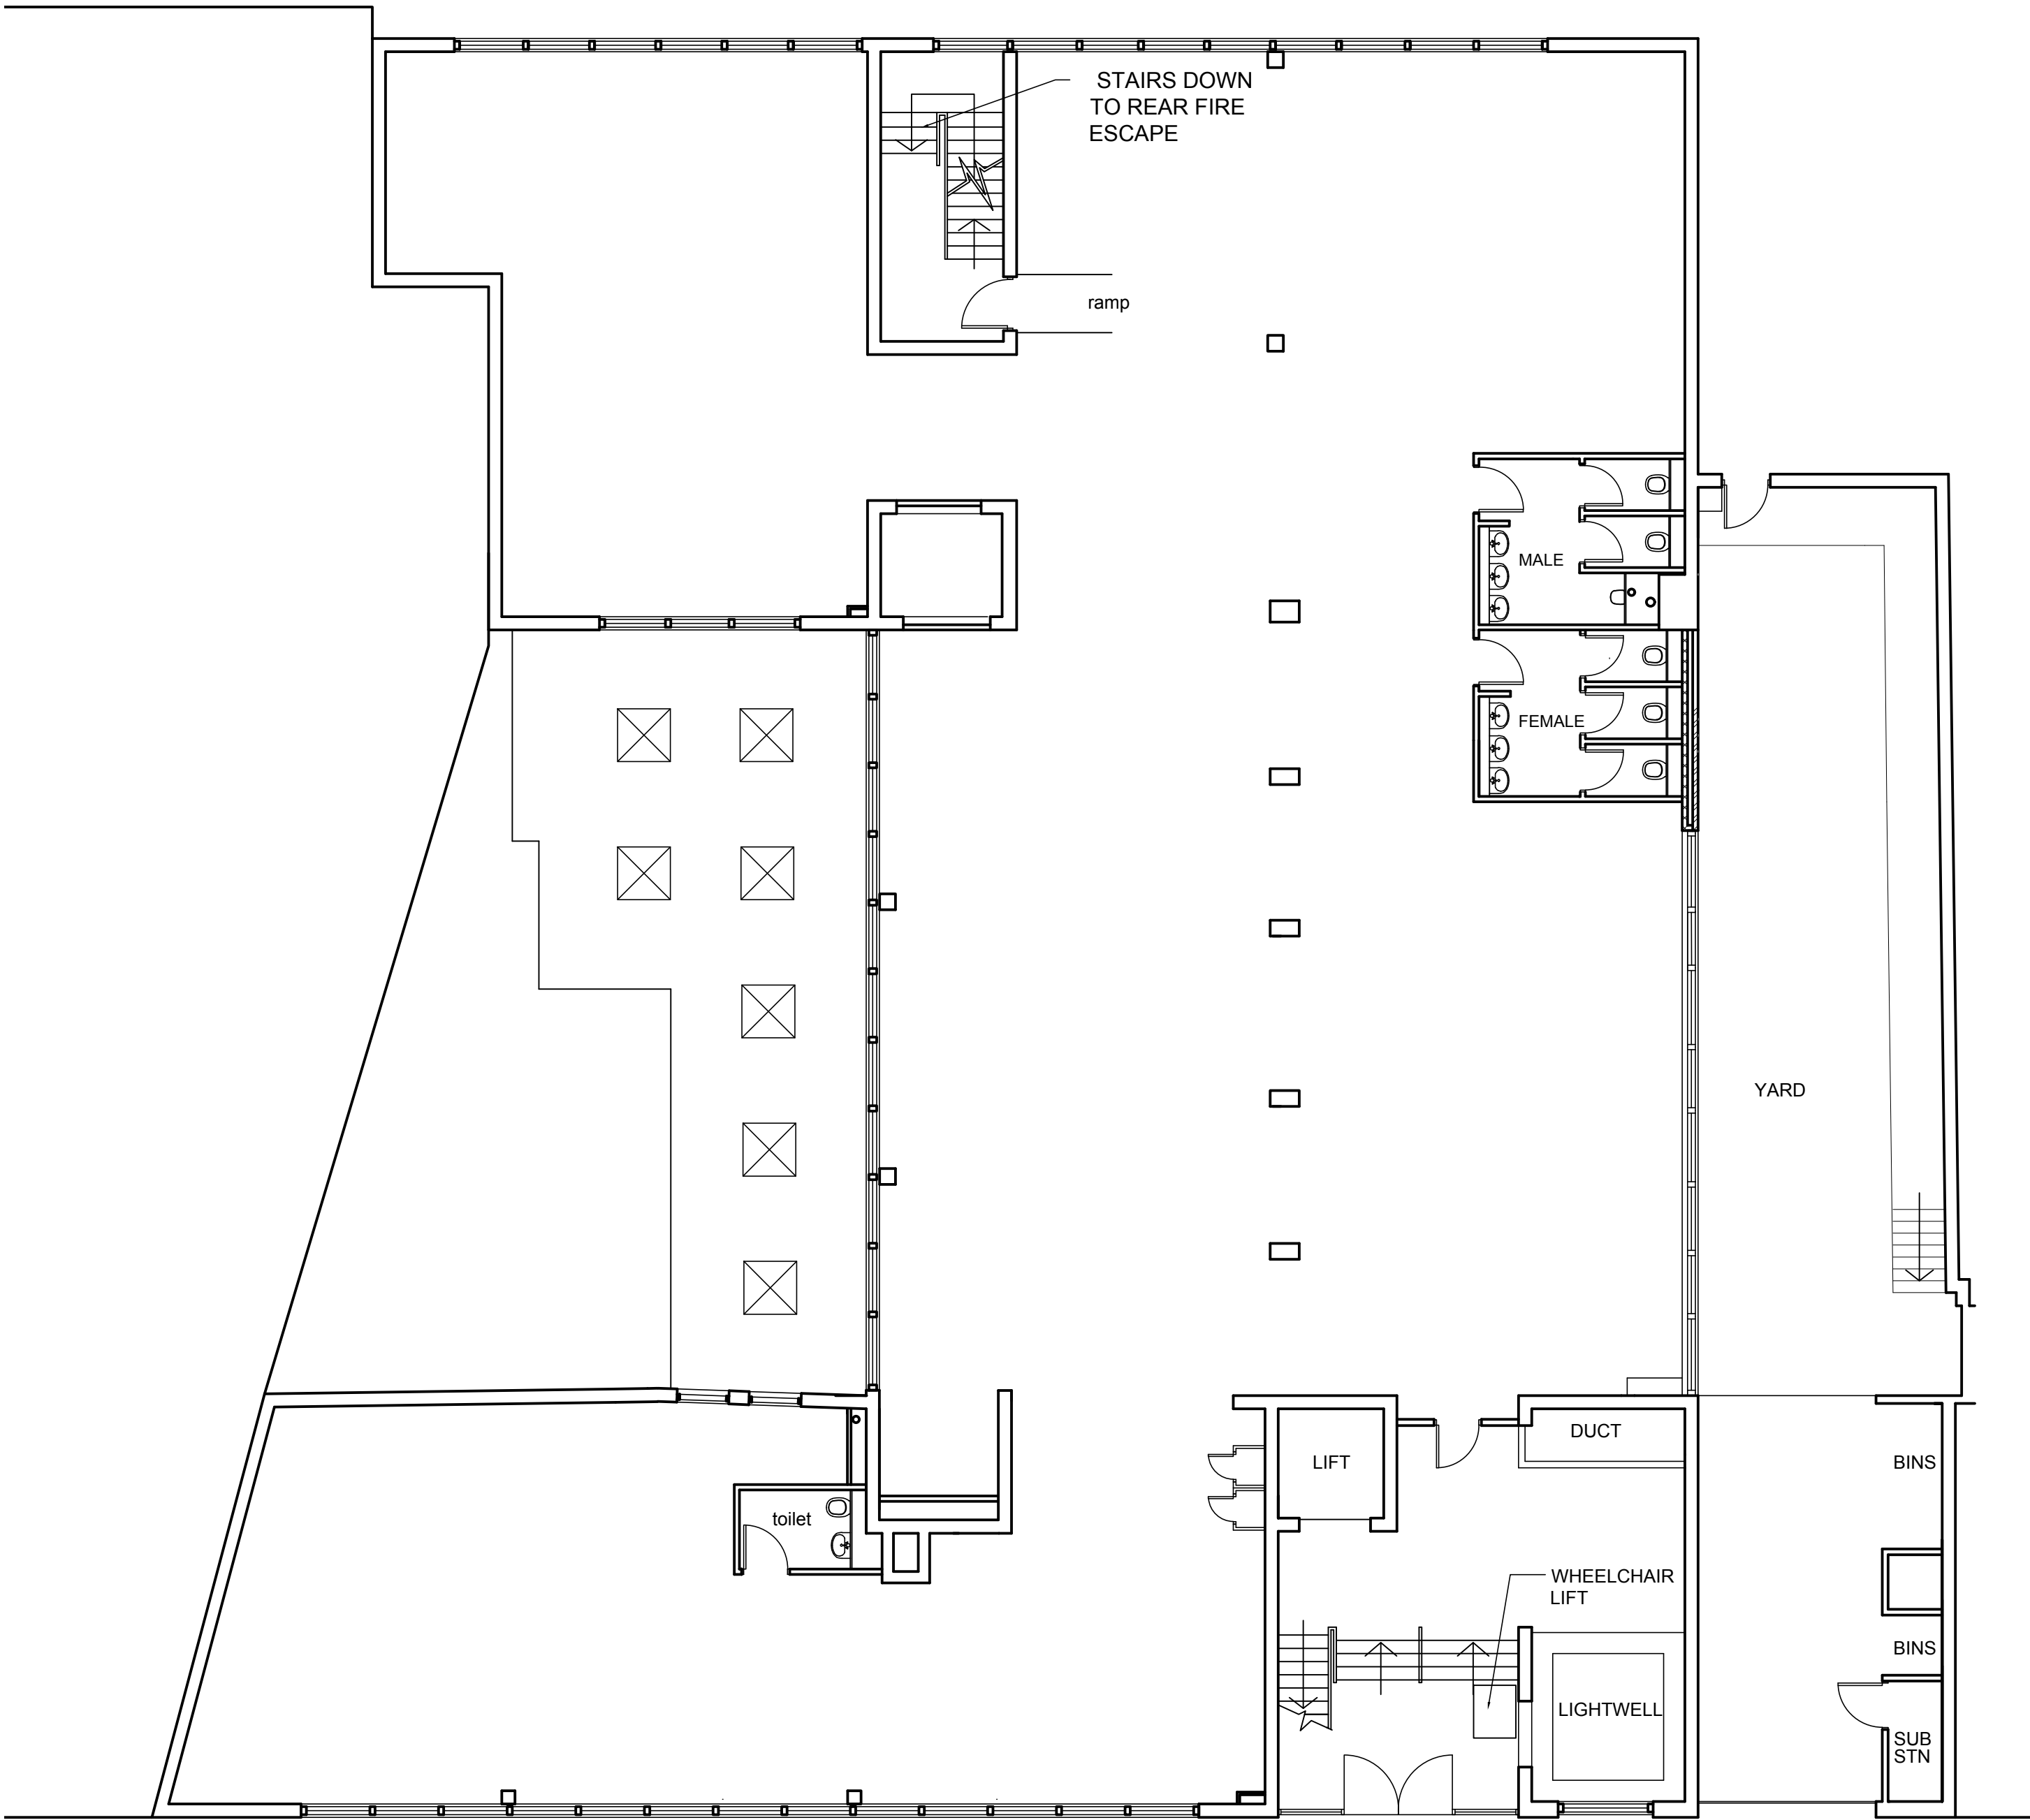 STAIRS DOWN
TO REAR FIRE
ESCAPE
ramp
MALE
FEMALE
YARD
DUCT
LIFT
BINS
toilet
WHEELCHAIR
LIFT
BINS
LIGHTWELL
SUB
STN